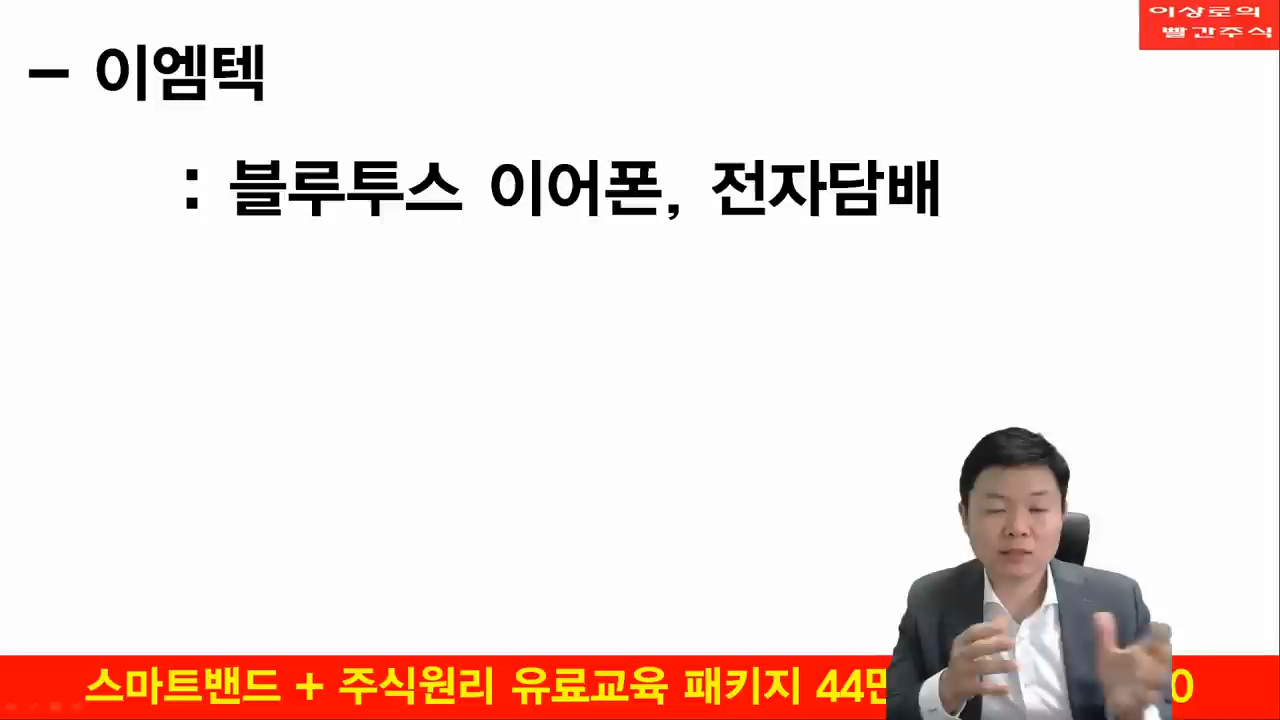 이상로의
빨간주식
– 이엠텍
: 블루투스 이어폰, 전자담배
스마트밴드 + 주식원리 유료교육 패키지 44만